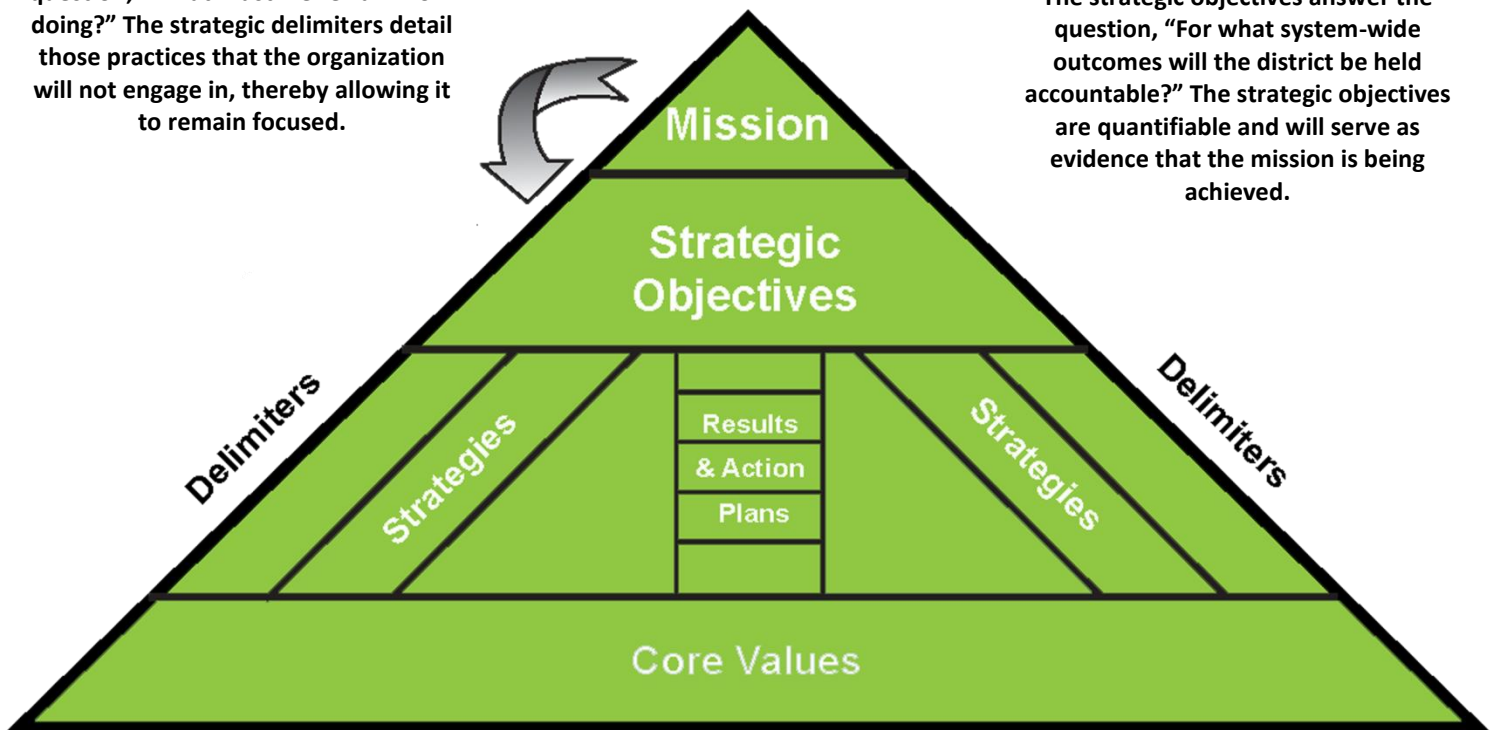 doing?” The strategic delimiters detail
those practices that the organization
will not engage in, thereby allowing it
to remain focused.
question, “For what system-wide
outcomes will the district be held
accountable?” The strategic objectives
are quantifiable and will serve as
evidence that the mission is being
achieved.
Mission
Strategic
Objectives
Delimiters
Strategies
Results
& Action
Plans
Strategies
Delimiters
Core Values